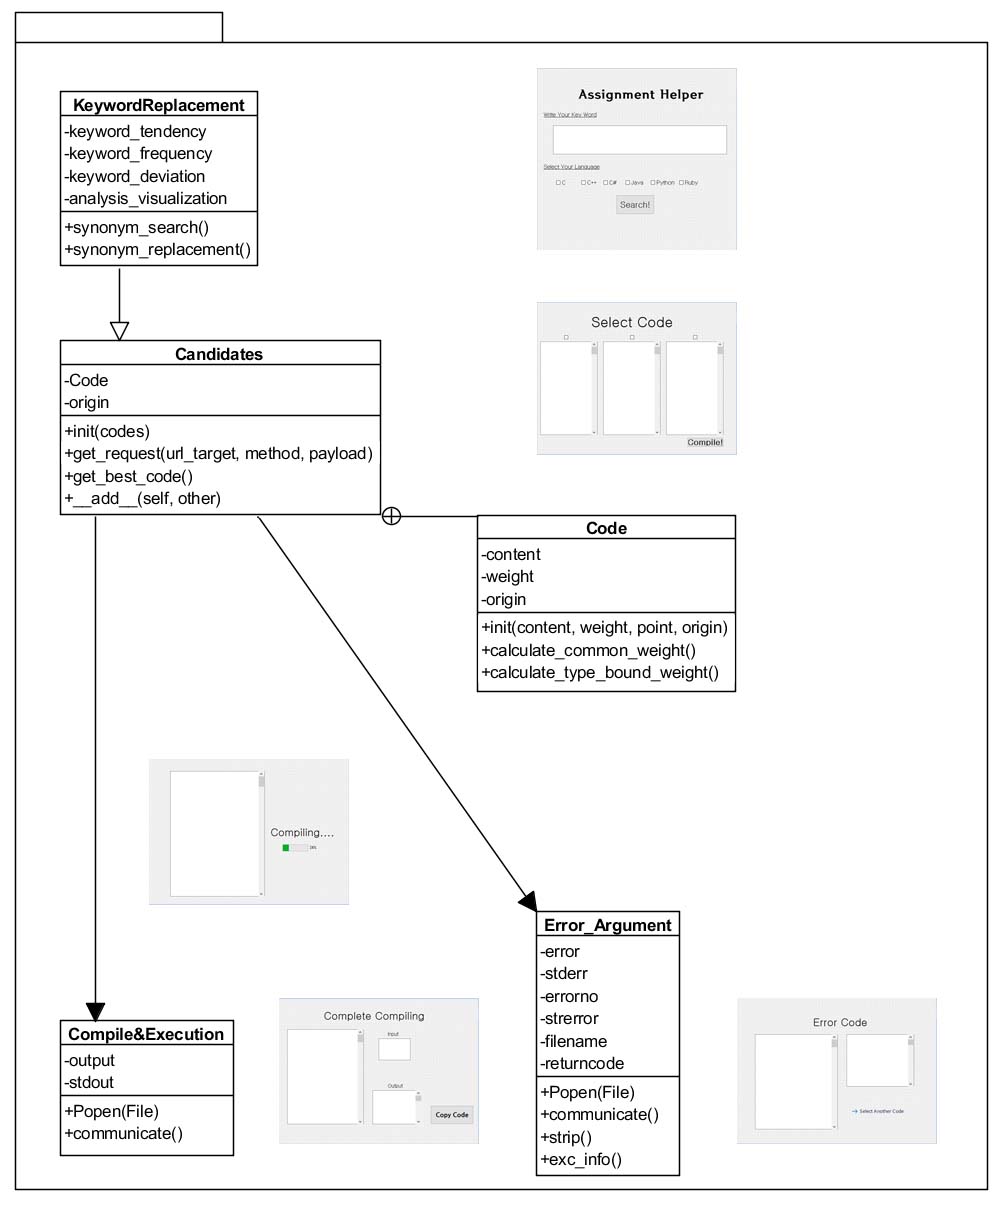 KeywordReplacement
-keyword_tendency
-keyword_frequency
-keyword_deviation
-analysis_visualization
+synonym_search()
+synonym_replacement()
Assignment Helper
Write Your Key Word
Select Your Language
C C++ C# Java Python Ruby
Search!
Candidates
-Code
-origin
+init(codes)
+get_request(url_target, method, payload)
+get_best_code()
+__add__(self, other)
Select Code
Compile!
Code
-content
-weight
-origin
+init(content, weight, point, origin)
+calculate_common_weight()
+calculate_type_bound_weight()
Compiling....
Error_Argument
-error
-stderr
-errorno
-strerror
-filename
-returncode
+Popen(File)
+communicate()
+strip()
+exc_info()
Compile&Execution
-output
-stdout
+Popen(File)
+communicate()
Complete Compiling
Input
Output
Copy Code
Error Code
Select Another Code